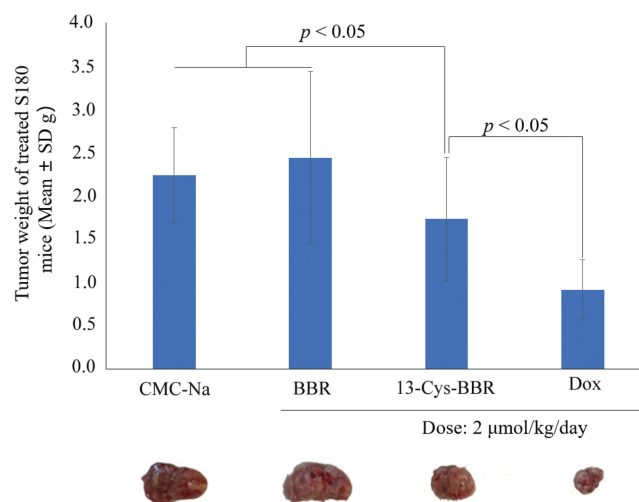 4.0
3.5
3.0
2.5
2.0
1.5
1.0
0.5
0.0
Tumor weight of treated S180
mice (Mean ± SD g)
p < 0.05
p < 0.05
CMC-Na
BBR
13-Cys-BBR
Dox
Dose: 2 μmol/kg/day